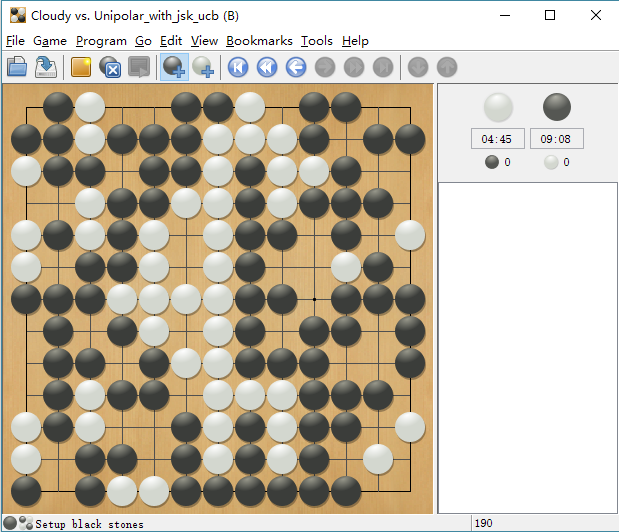 Cloudy vs. Unipolar_with_jsk_ucb (B)
File Game Program Go Edit View Bookmarks Tools Help
04:45 09:08
0 0
Setup black stones 190